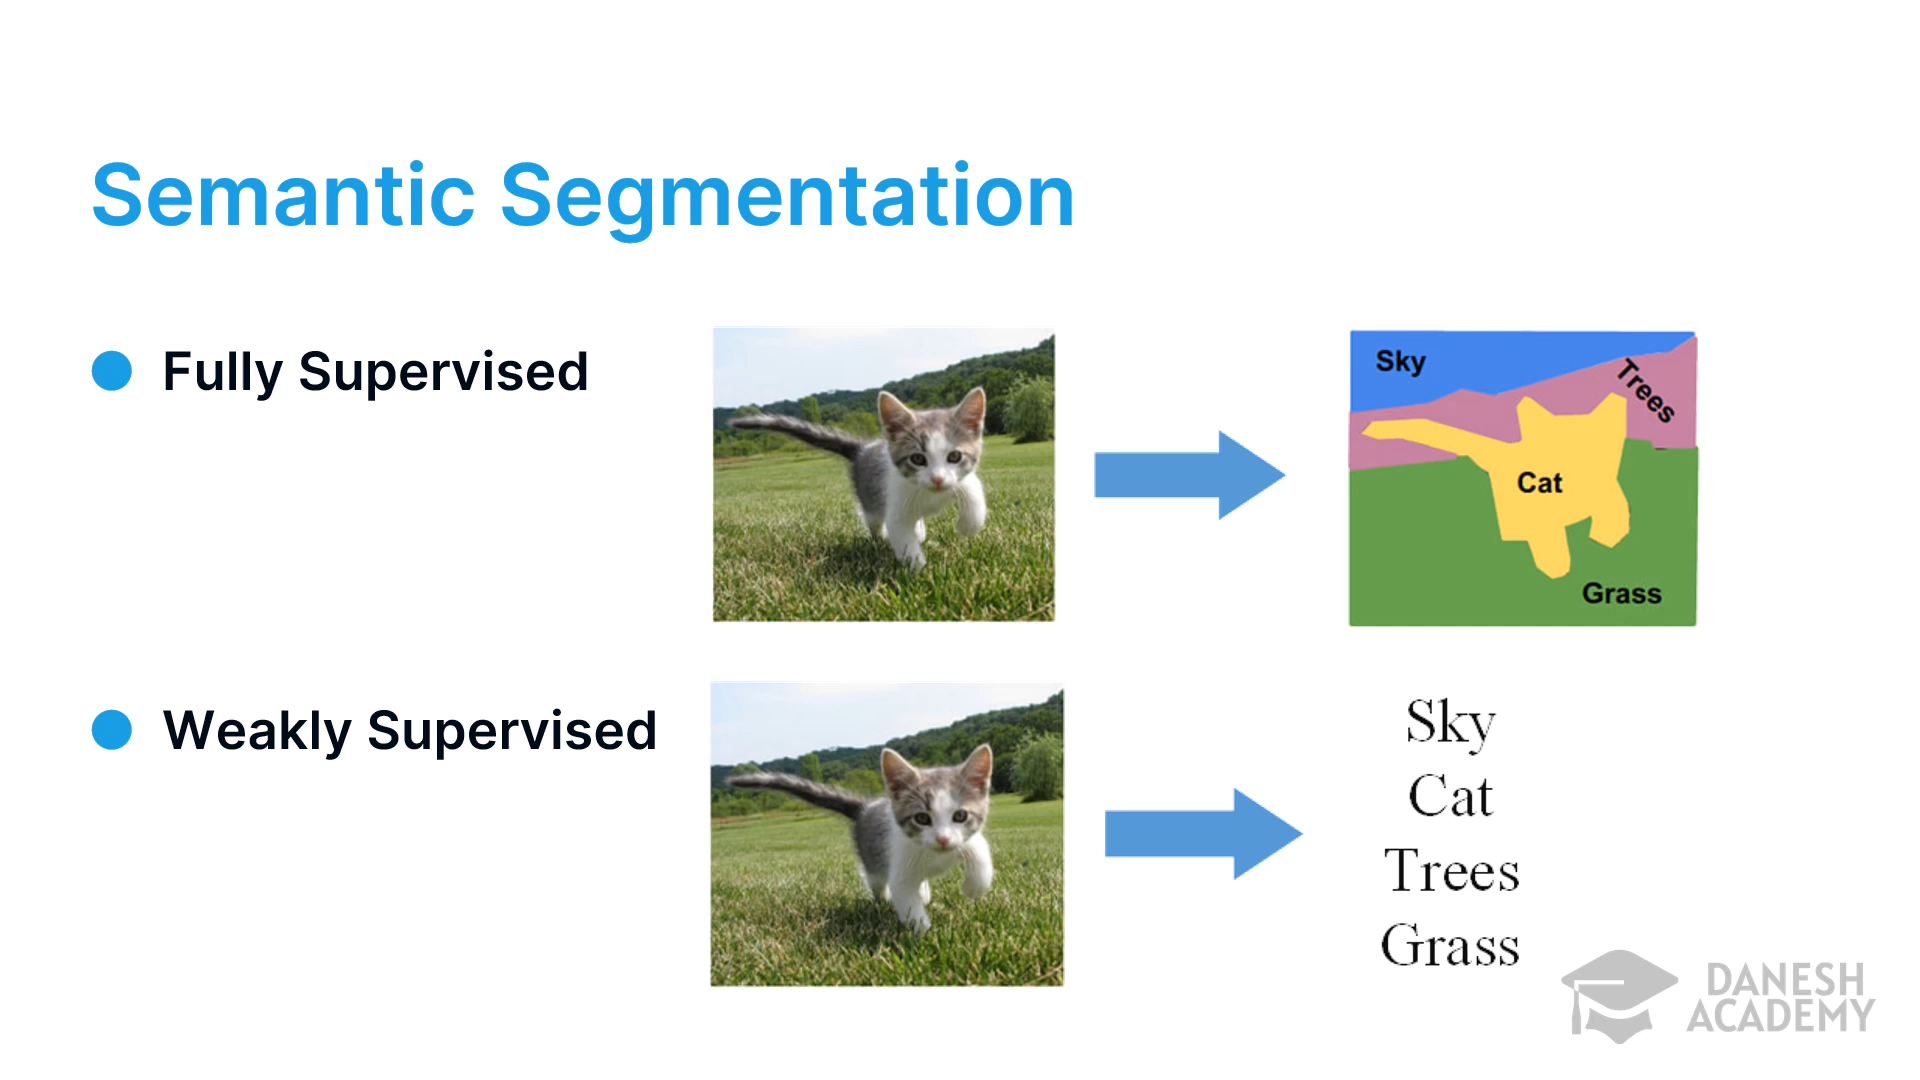 Semantic Segmentation
Fully Supervised
Sky
Trees
Cat
Grass
Weakly Supervised
Sky
Cat
Trees
Grass
DANESH
ACADEMY